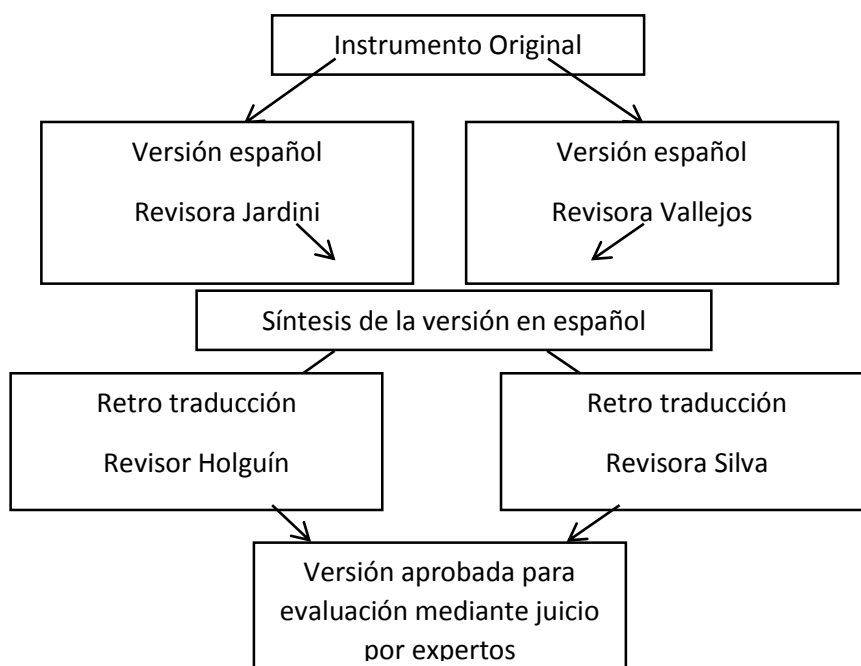 Instrumento Original
Versión español
Revisora Jardini
Versión español
Revisora Vallejos
Síntesis de la versión en español
Retro traducción
Revisor Holguín
Retro traducción
Revisora Silva
Versión aprobada para
evaluación mediante juicio
por expertos